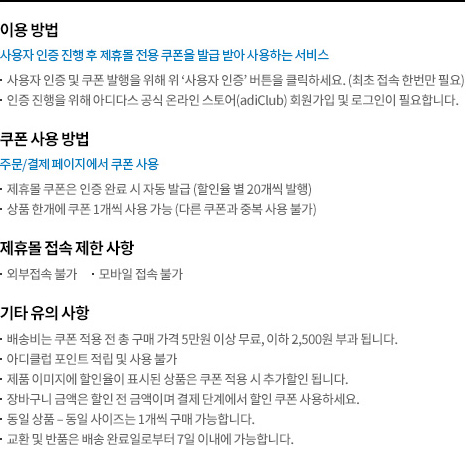 이용 방법
사용자 인증 진행 후 제휴몰 전용 쿠폰을 발급 받아 사용하는 서비스
· 사용자 인증 및 쿠폰 발행을 위해 위 ‘사용자 인증’ 버튼을 클릭하세요. (최초 접속 한번만 필요)
· 인증 진행을 위해 아디다스 공식 온라인 스토어(adiClub) 회원가입 및 로그인이 필요합니다.
쿠폰 사용 방법
주문/결제 페이지에서 쿠폰 사용
· 제휴몰 쿠폰은 인증 완료 시 자동 발급 (할인율 별 20개씩 발행)
· 상품 한개에 쿠폰 1개씩 사용 가능 (다른 쿠폰과 중복 사용 불가)
제휴몰 접속 제한 사항
· 외부접속 불가 · 모바일 접속 불가
기타 유의 사항
· 배송비는 쿠폰 적용 전 총 구매 가격 5만원 이상 무료, 이하 2,500원 부과 됩니다.
· 아디클럽 포인트 적립 및 사용 불가
· 제품 이미지에 할인율이 표시된 상품은 쿠폰 적용 시 추가할인 됩니다.
· 장바구니 금액은 할인 전 금액이며 결제 단계에서 할인 쿠폰 사용하세요.
· 동일 상품 – 동일 사이즈는 1개씩 구매 가능합니다.
· 교환 및 반품은 배송 완료일로부터 7일 이내에 가능합니다.